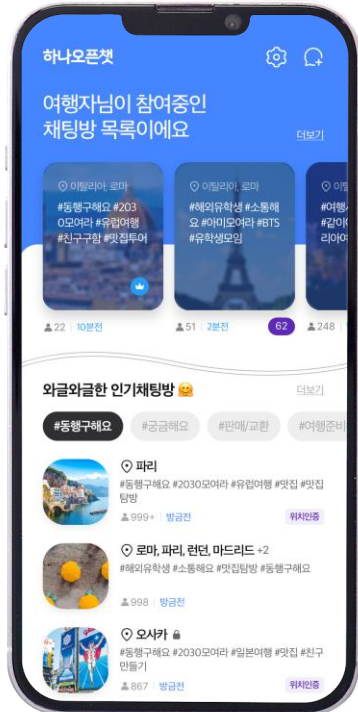 하나오픈챗
여행자님이 참여중인
채팅방 목록이에요
더보기
이탈리아, 로마
#동행구해요 #203
0모여라 #유럽여행
#친구구함 #맛집투어
22 | 10분전
이탈리아, 로마
#해외유학생 #소통해
요 #아미모여라 #BTS
#유학생모임
51 | 2분전
62
#여행
#같이
리아여
248
와글와글한 인기채팅방 🤗
더보기
#동행구해요
#궁금해요
#판매/교환
#여행준비
파리
#동행구해요 #2030모여라 #유럽여행 #맛집 #맛집
탐방
999+ | 방금전
위치인증
로마, 파리, 런던, 마드리드 +2
#해외유학생 #소통해요 #맛집탐방 #동행구해요
998 | 방금전
오사카
#동행구해요 #2030모여라 #일본여행 #맛집 #친구
만들기
867 | 방금전
위치인증